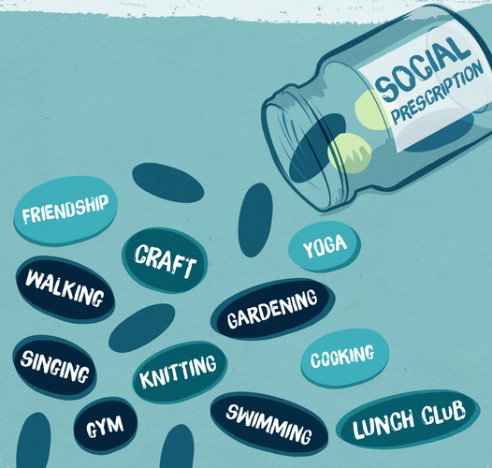 SOCIAL
PRESCRIPTION
FRIENDSHIP
CRAFT
YOGA
WALKING
GARDENING
SINGING
KNITTING
COOKING
GYM
SWIMMING
LUNCH CLUB